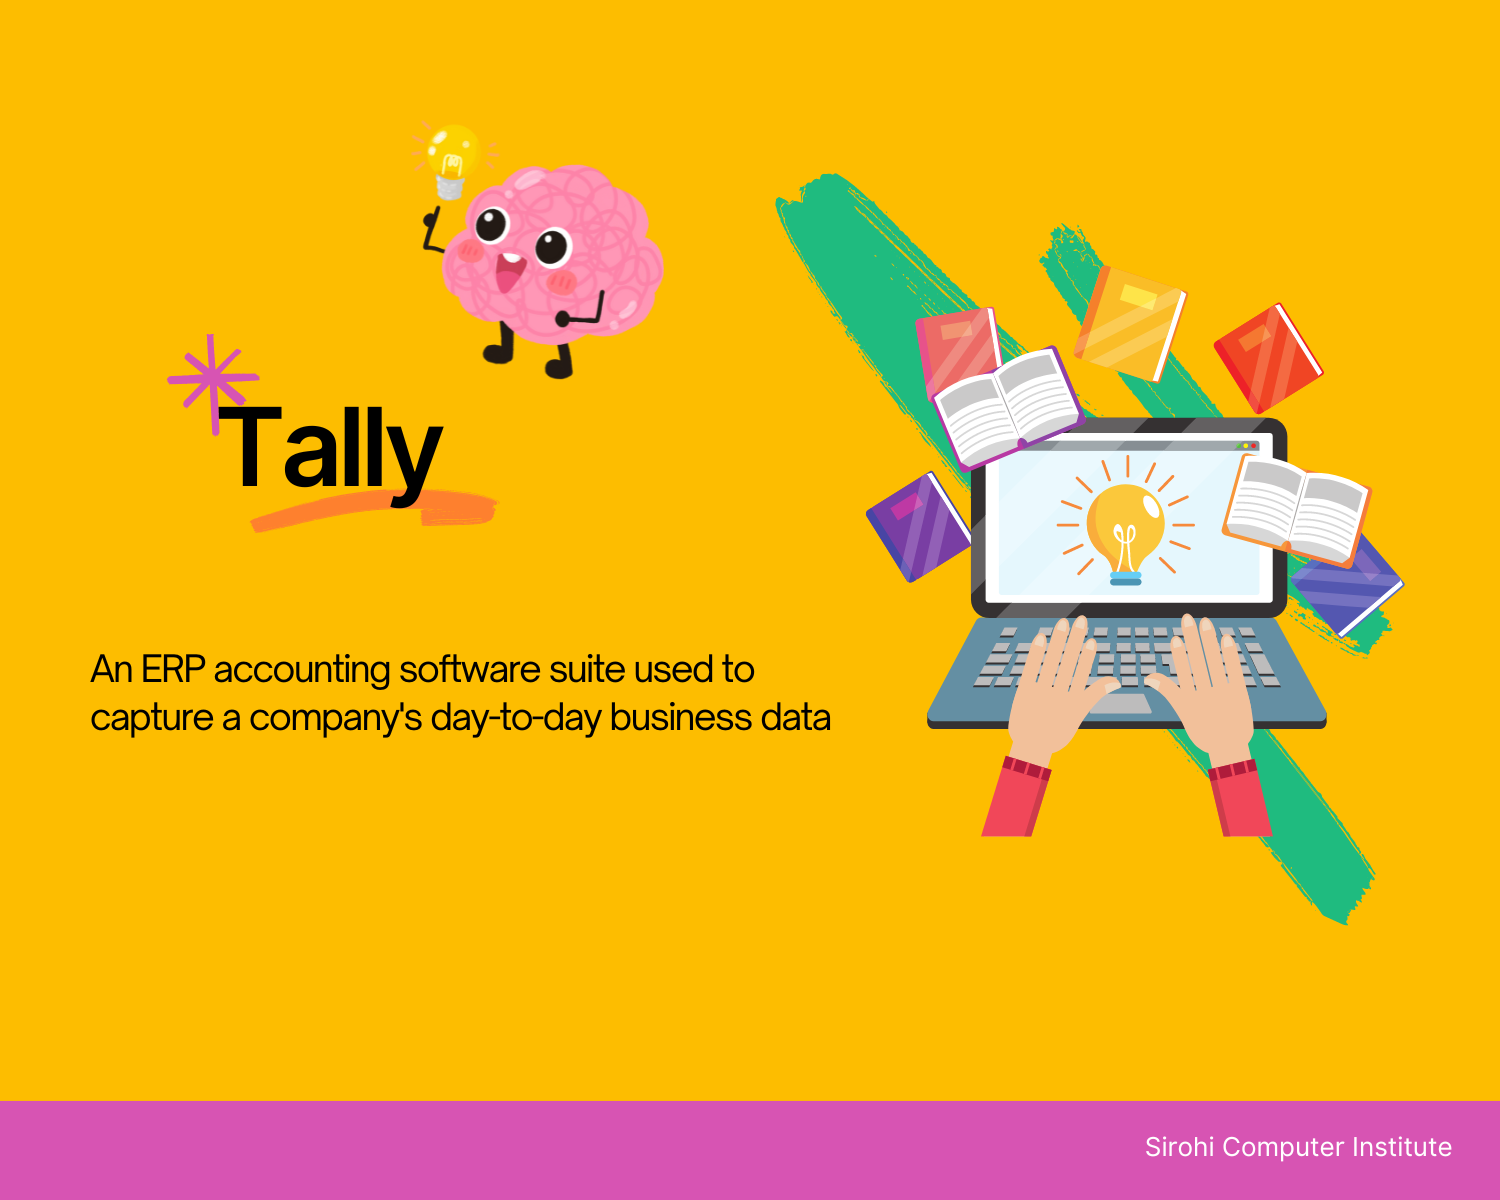 Tally
An ERP accounting software suite used to
capture a company's day-to-day business data
Sirohi Computer Institute